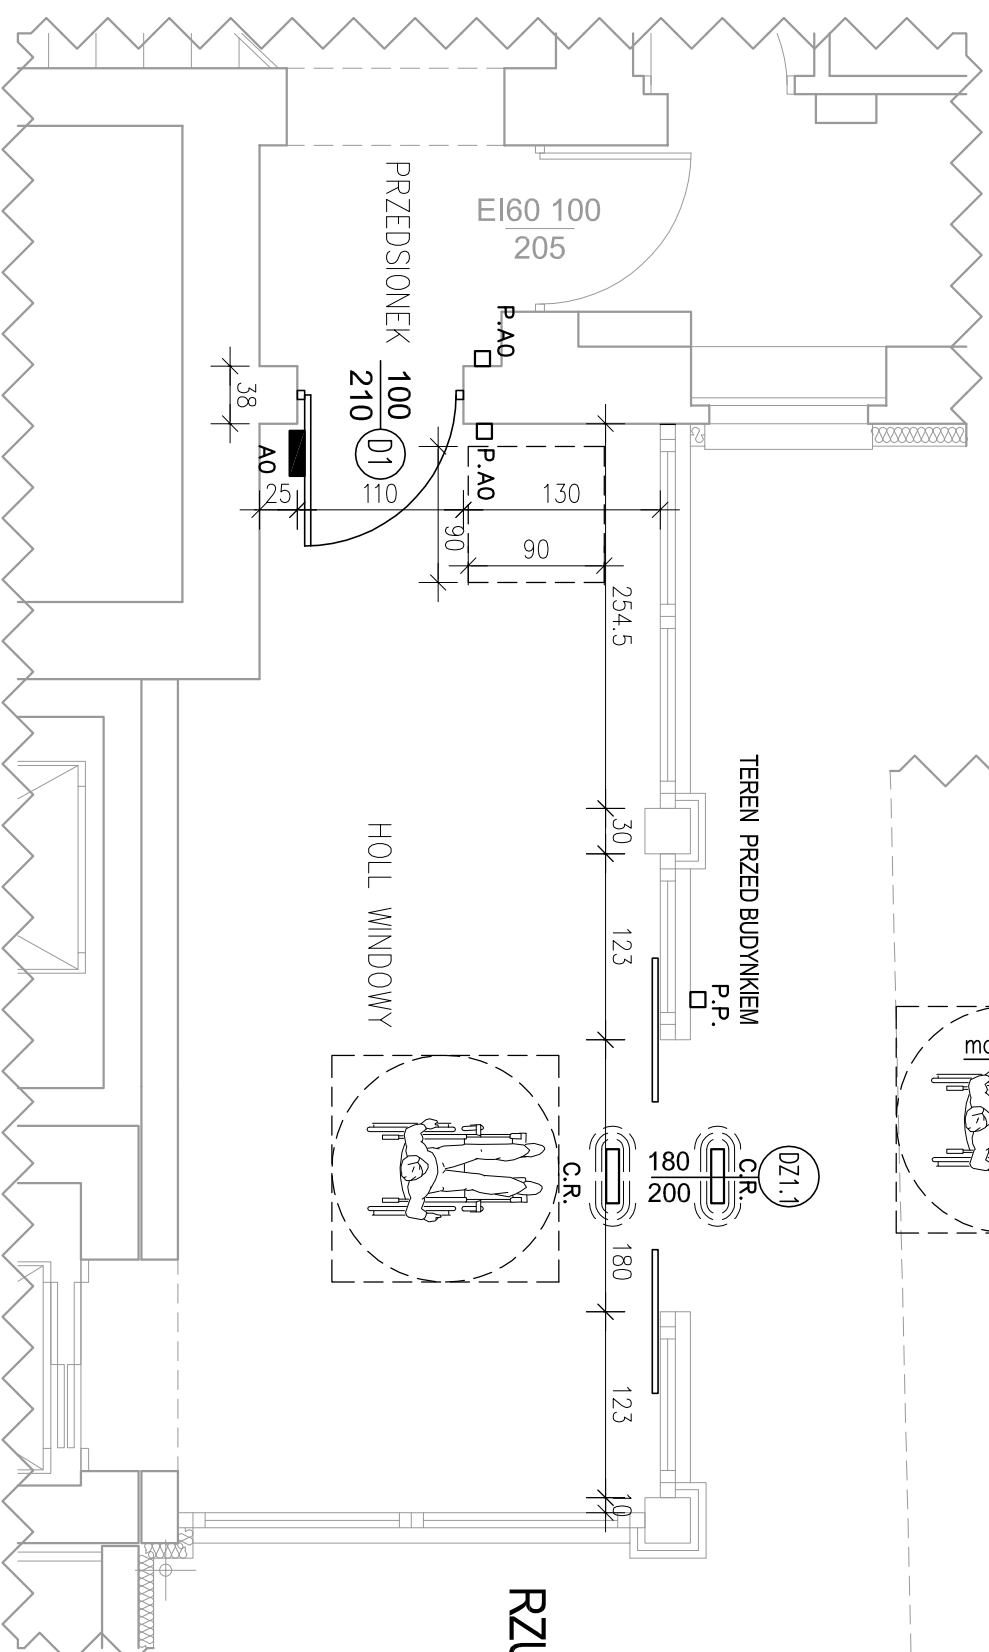 PRZEDSIONEK
EI60 100
205
P.A0
100
210
D1
38
A0
25
110
P.A0
130
90
90
254.5
30
TEREN PRZED BUDYNKIEM
HOLL WINDOWY
123
P.P.
C.R.
180
200
C.R.
DZ1.1
180
123
10
RZU